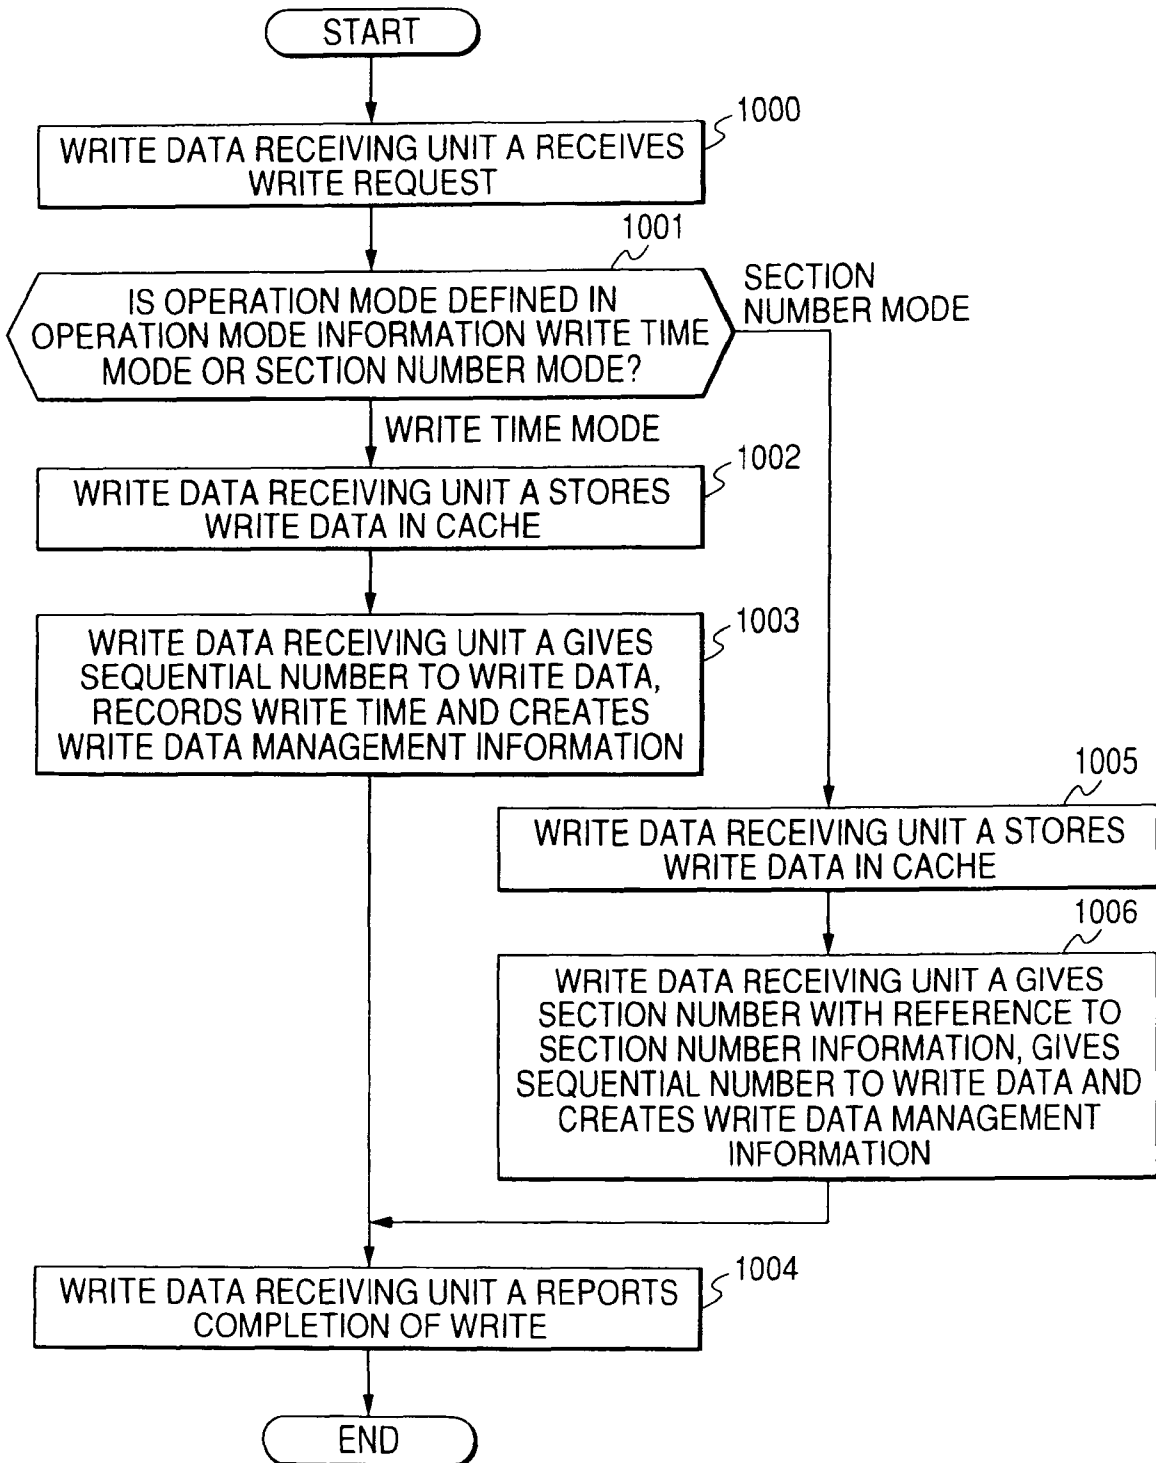 START
1000
WRITE DATA RECEIVING UNIT A RECEIVES
WRITE REQUEST
1001
IS OPERATION MODE DEFINED IN
OPERATION MODE INFORMATION WRITE TIME
MODE OR SECTION NUMBER MODE?
SECTION
NUMBER MODE
WRITE TIME MODE
1002
WRITE DATA RECEIVING UNIT A STORES
WRITE DATA IN CACHE
1003
WRITE DATA RECEIVING UNIT A GIVES
SEQUENTIAL NUMBER TO WRITE DATA,
RECORDS WRITE TIME AND CREATES
WRITE DATA MANAGEMENT INFORMATION
1005
WRITE DATA RECEIVING UNIT A STORES
WRITE DATA IN CACHE
1006
WRITE DATA RECEIVING UNIT A GIVES
SECTION NUMBER WITH REFERENCE TO
SECTION NUMBER INFORMATION, GIVES
SEQUENTIAL NUMBER TO WRITE DATA AND
CREATES WRITE DATA MANAGEMENT
INFORMATION
1004
WRITE DATA RECEIVING UNIT A REPORTS
COMPLETION OF WRITE
END